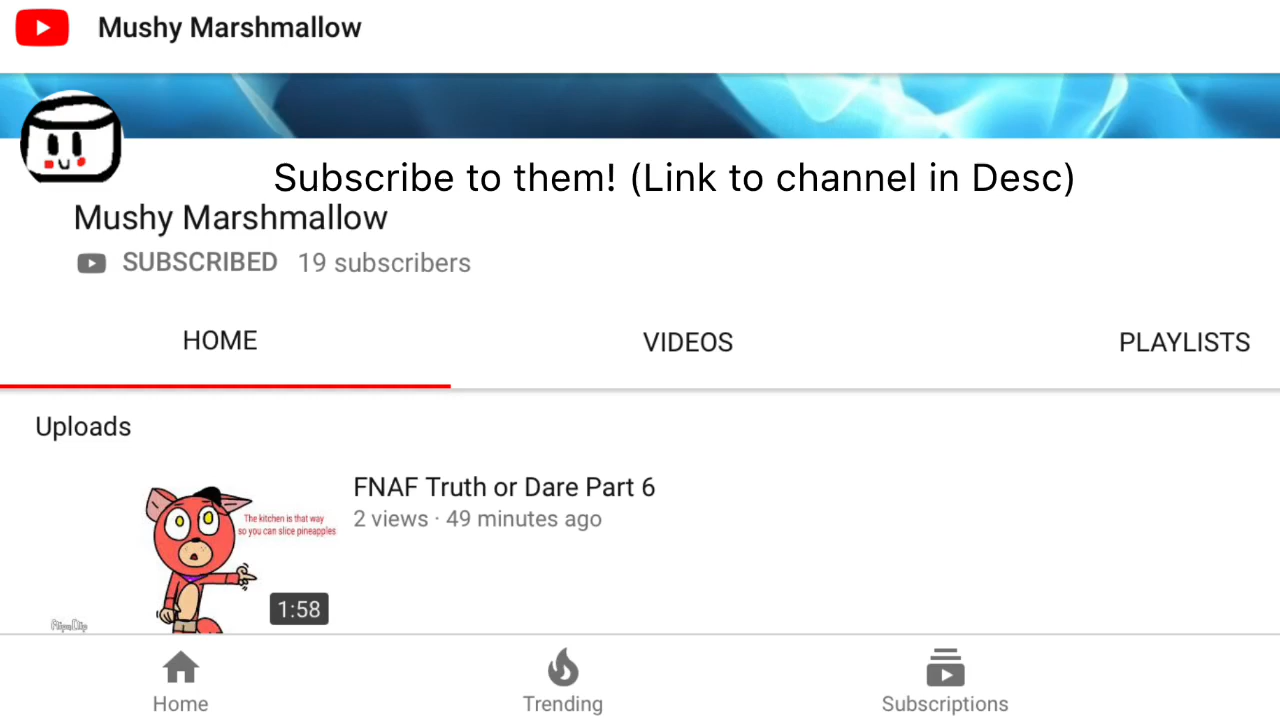 Mushy Marshmallow
Subscribe to them! (Link to channel in Desc)
Mushy Marshmallow
SUBSCRIBED 19 subscribers
HOME VIDEOS PLAYLISTS
Uploads
FNAF Truth or Dare Part 6
2 views · 49 minutes ago
The kitchen is that way
so you can slice pineapples
1:58
FlipaClip
Home Trending Subscriptions